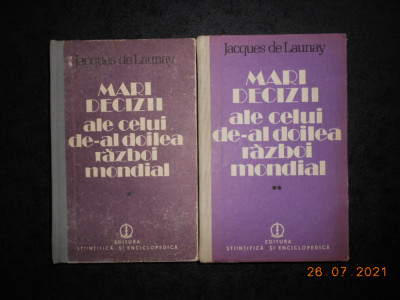 Jacques de Launay
MARI
DECIZII
ale celui
de-al doilea
război
mondial
*
EDITURA
ȘTIINȚIFICĂ ȘI ENCICLOPEDICĂ
Jacques de Launay
MARI
DECIZII
ale celui
de-al doilea
război
mondial
**
EDITURA
ȘTIINȚIFICĂ ȘI ENCICLOPEDICĂ
26.07.2021